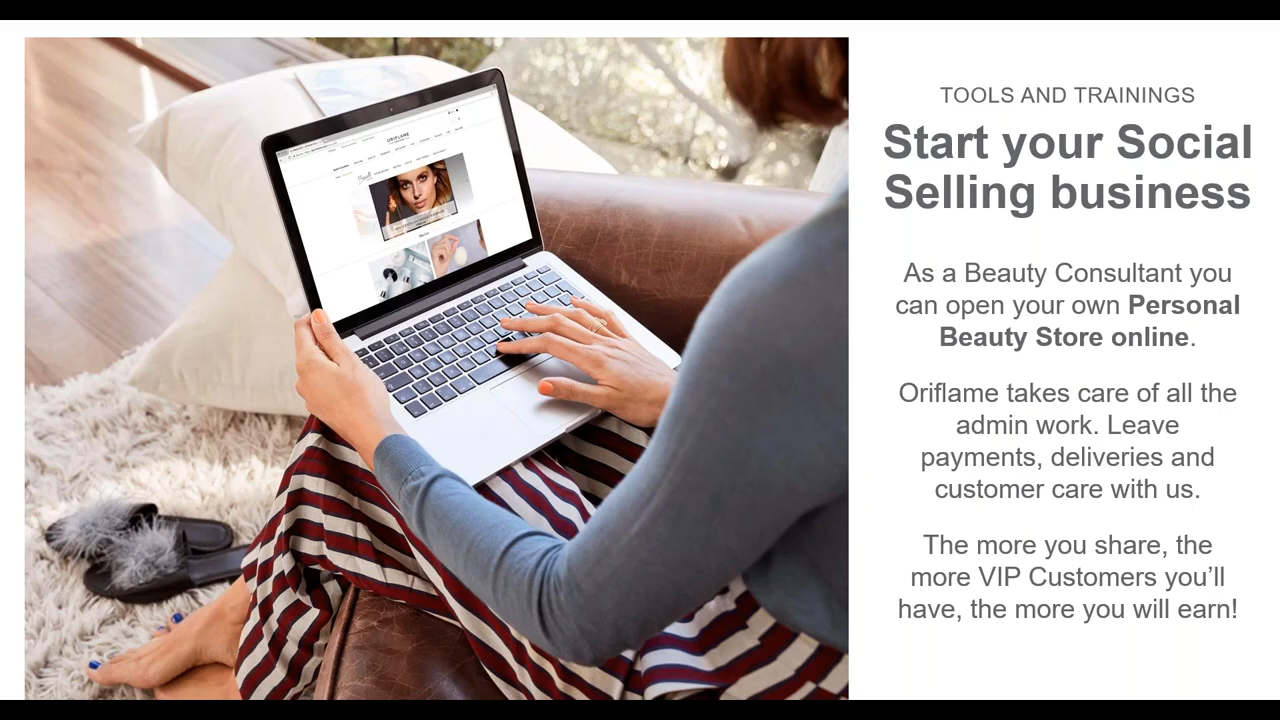 TOOLS AND TRAININGS
Start your Social
Selling business
As a Beauty Consultant you
can open your own Personal
Beauty Store online.
Oriflame takes care of all the
admin work. Leave
payments, deliveries and
customer care with us.
The more you share, the
more VIP Customers you’ll
have, the more you will earn!
ORIFLAME